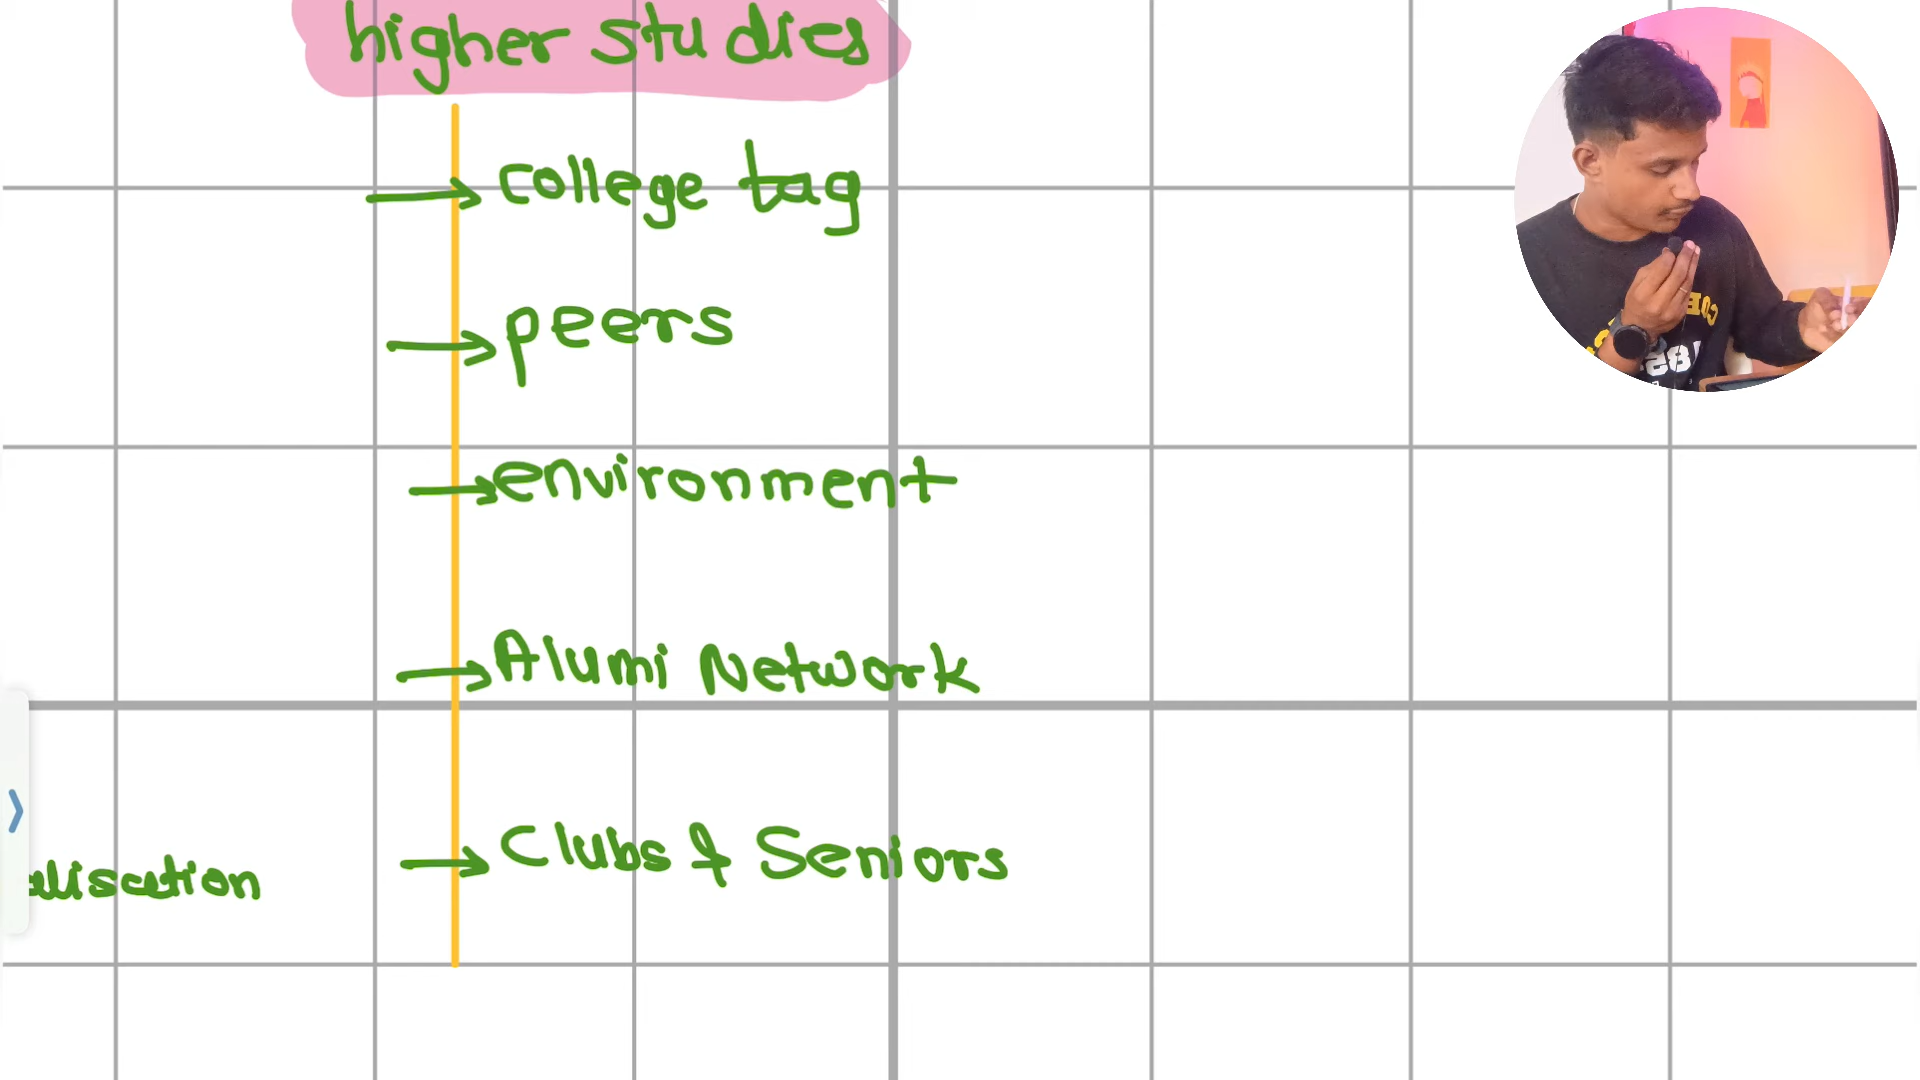 higher studies
college tag
peers
environment
Alumi Network
Clubs & Seniors